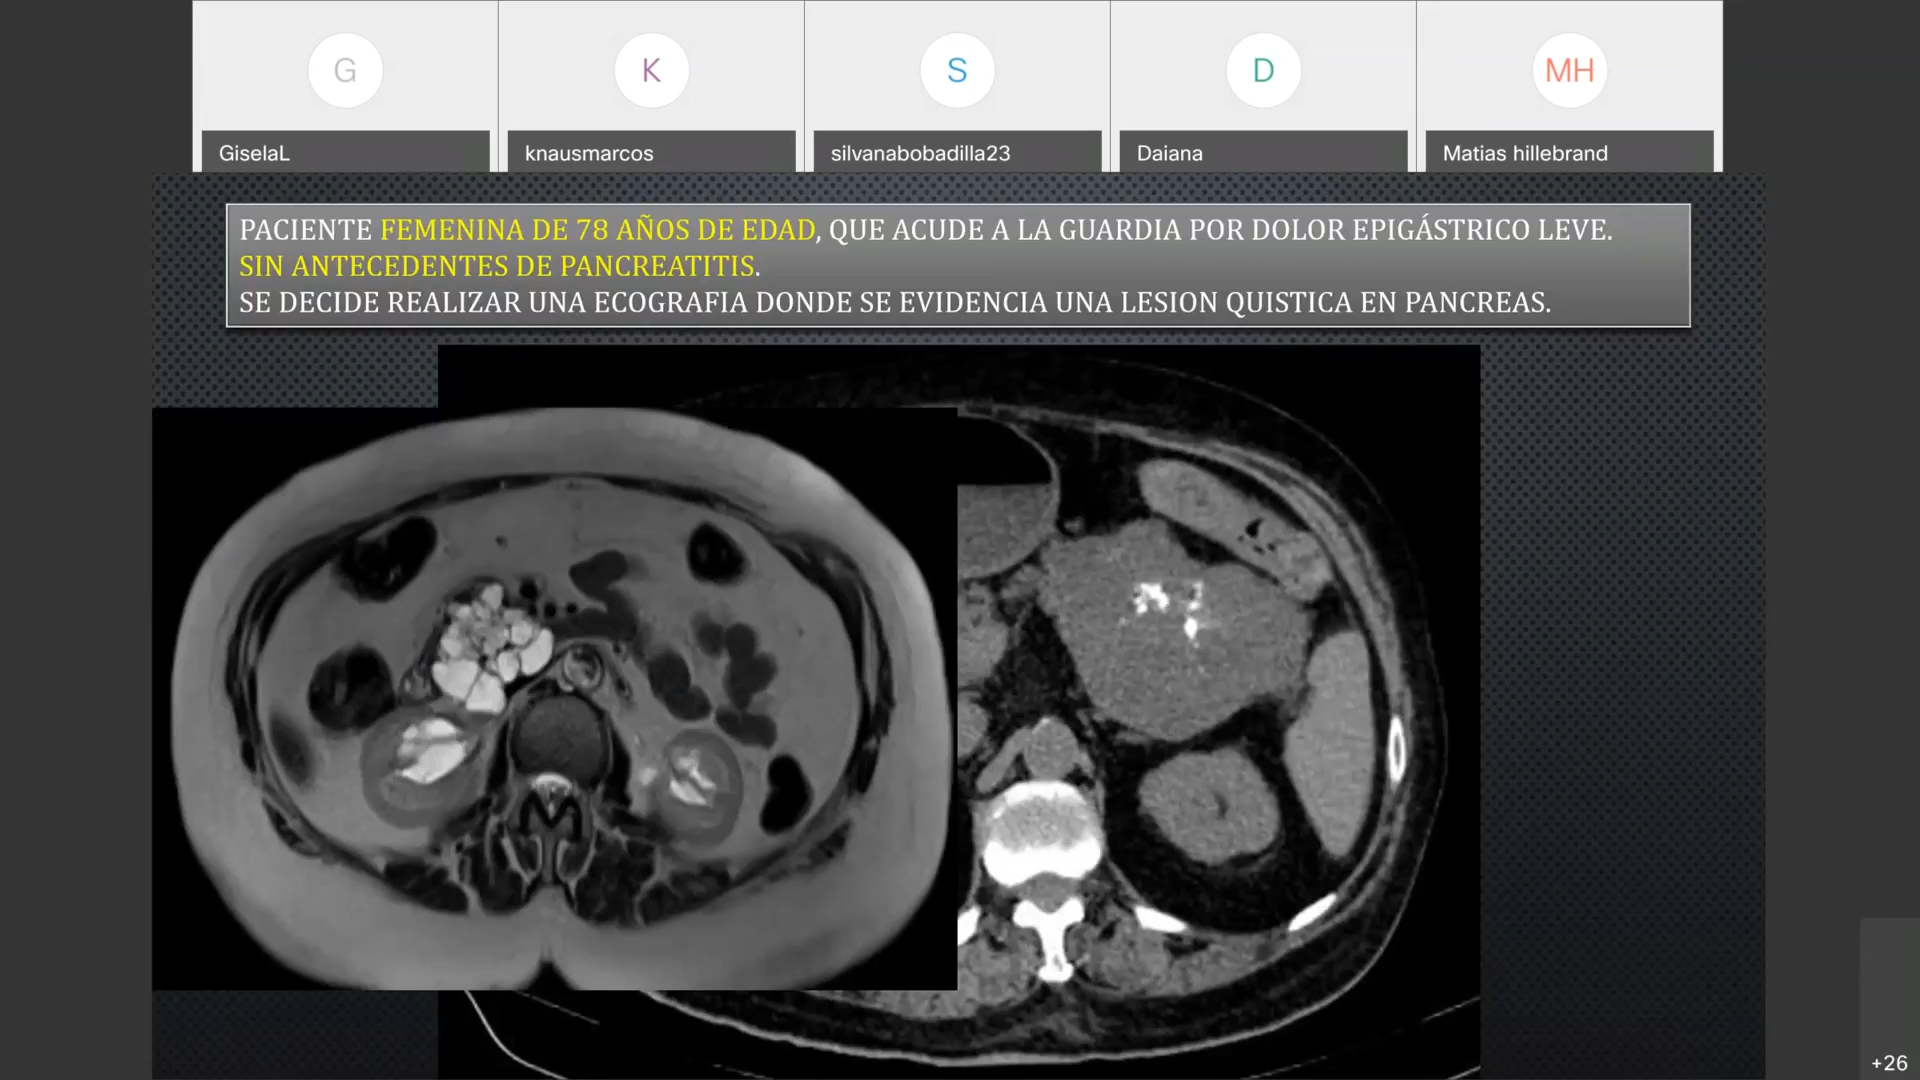 G
K
S
D
MH
GiselaL
knausmarcos
silvanabobadilla23
Daiana
Matias hillebrand
PACIENTE FEMENINA DE 78 AÑOS DE EDAD, QUE ACUDE A LA GUARDIA POR DOLOR EPIGÁSTRICO LEVE.
SIN ANTECEDENTES DE PANCREATITIS.
SE DECIDE REALIZAR UNA ECOGRAFIA DONDE SE EVIDENCIA UNA LESION QUISTICA EN PANCREAS.
+26